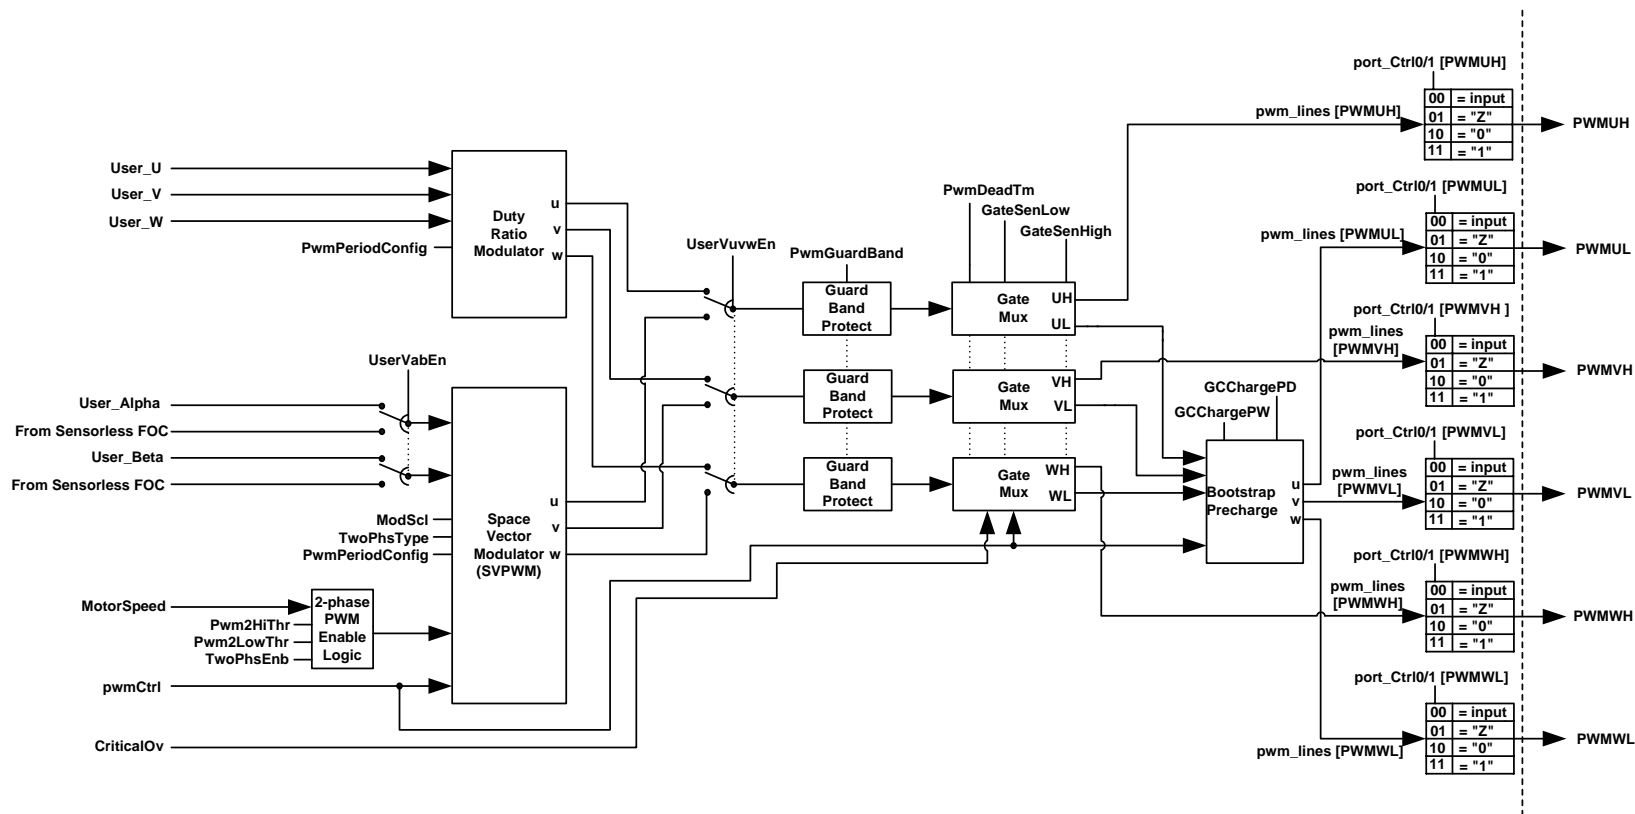 port_Ctrl0/1 [PWMUH]
00 = input
01 = "Z"
10 = "0"
11 = "1"
pwm_lines [PWMUH]
PWMUH
User_U
User_V
User_W
PwmPeriodConfig
Duty
Ratio
Modulator
u
v
w
UserVuvwEn
PwmGuardBand
PwmDeadTm
GateSenLow
GateSenHigh
Guard
Band
Protect
Gate
Mux
UH
UL
port_Ctrl0/1 [PWMUL]
00 = input
01 = "Z"
10 = "0"
11 = "1"
pwm_lines [PWMUL]
PWMUL
port_Ctrl0/1 [PWMVH ]
00 = input
01 = "Z"
10 = "0"
11 = "1"
pwm_lines
[PWMVH]
PWMVH
UserVabEn
User_Alpha
From Sensorless FOC
User_Beta
From Sensorless FOC
Guard
Band
Protect
Gate
Mux
VH
VL
GCChargePD
GCChargePW
port_Ctrl0/1 [PWMVL]
00 = input
01 = "Z"
10 = "0"
11 = "1"
pwm_lines
[PWMVL]
PWMVL
Guard
Band
Protect
Gate
Mux
WH
WL
Bootstrap
Precharge
u
v
w
ModScl
TwoPhsType
PwmPeriodConfig
Space
Vector
Modulator
(SVPWM)
u
v
w
port_Ctrl0/1 [PWMWH]
00 = input
01 = "Z"
10 = "0"
11 = "1"
pwm_lines
[PWMWH]
PWMWH
MotorSpeed
Pwm2HiThr
Pwm2LowThr
TwoPhsEnb
2-phase
PWM
Enable
Logic
pwmCtrl
CriticalOv
port_Ctrl0/1 [PWMWL]
00 = input
01 = "Z"
10 = "0"
11 = "1"
pwm_lines [PWMWL]
PWMWL